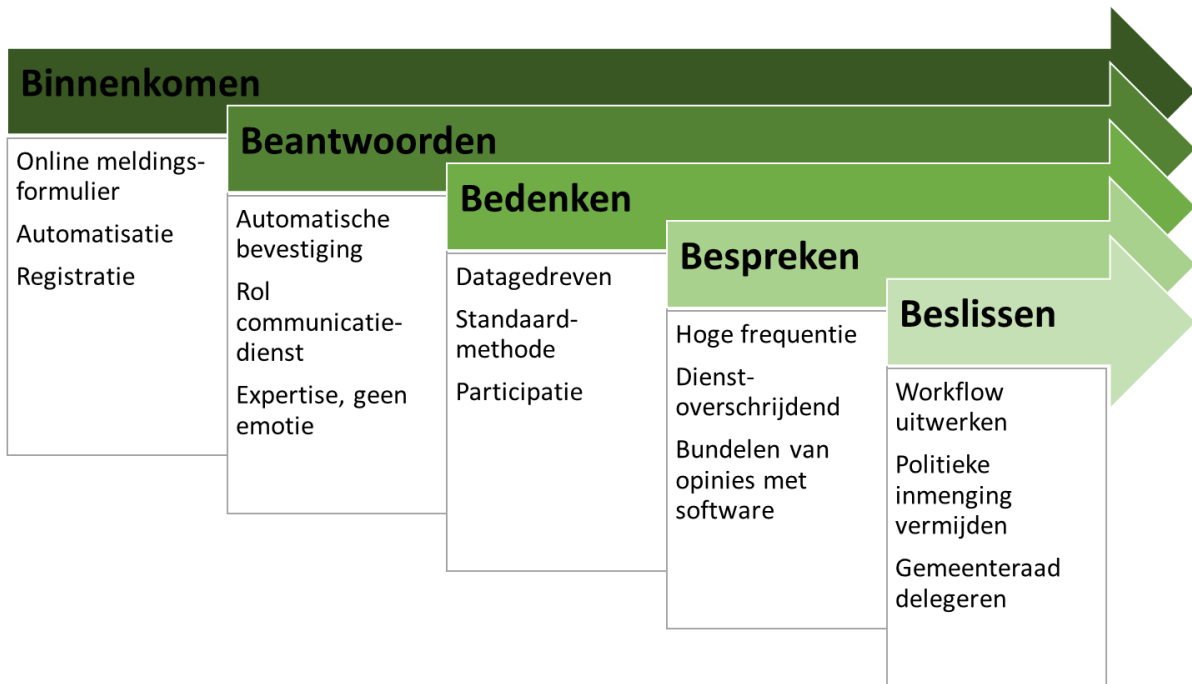 Binnenkomen
Online meldings-
formulier
Automatisatie
Registratie
Beantwoorden
Automatische
bevestiging
Rol
communicatie-
dienst
Expertise, geen
emotie
Bedenken
Datagedreven
Standaard-
methode
Participatie
Bespreken
Hoge frequentie
Dienst-
overschrijdend
Bundelen van
opinies met
software
Beslissen
Workflow
uitwerken
Politieke
inmenging
vermijden
Gemeenteraad
delegeren